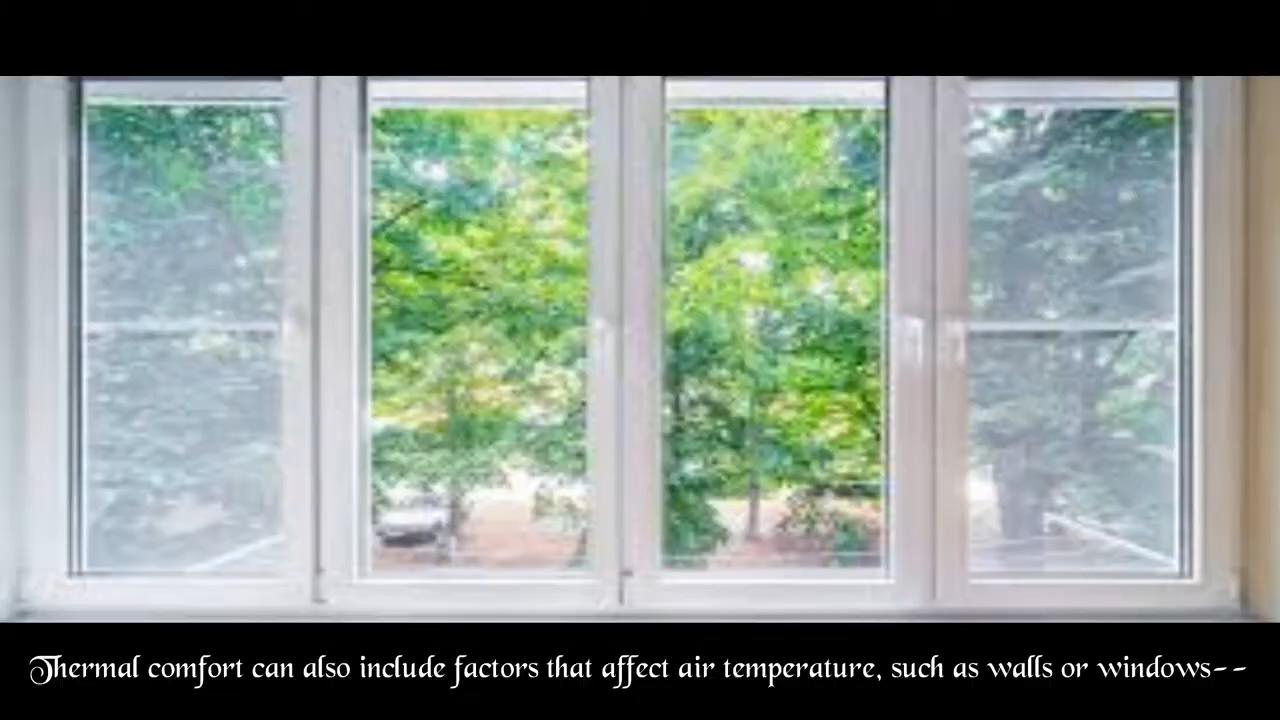 Thermal comfort can also include factors that affect air temperature, such as walls or windows--